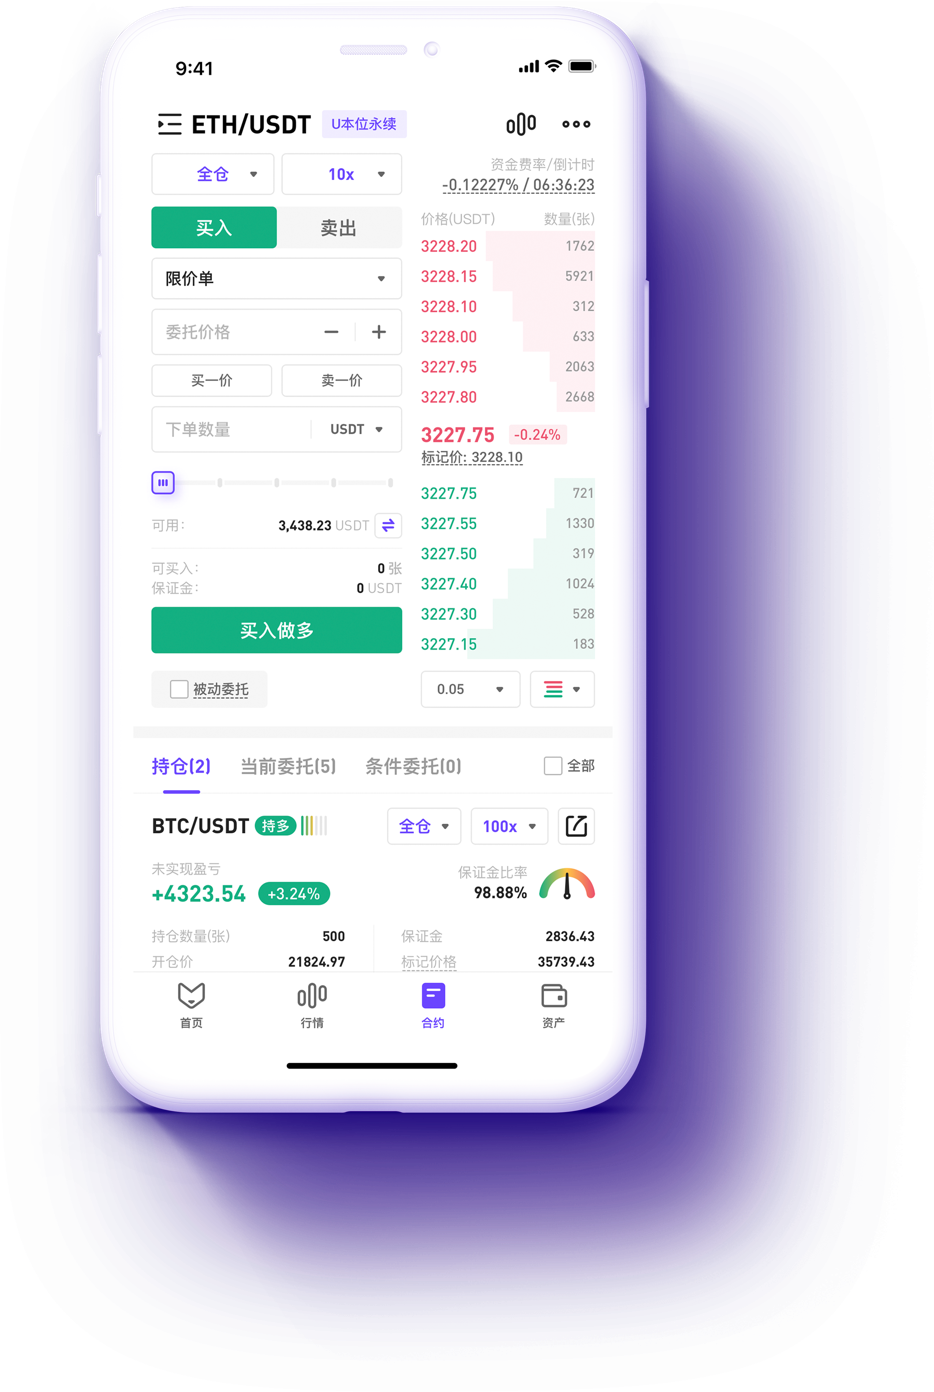 9:41
ETH/USDT U本位永续
全仓 10x
资金费率/倒计时
-0.12227% / 06:36:23
买入 卖出
价格(USDT) 数量(张)
3228.20 1762
限价单
3228.15 5921
3228.10 312
委托价格 − +
3228.00 633
买一价 卖一价
3227.95 2063
3227.80 2668
下单数量 USDT
3227.75 -0.24%
标记价: 3228.10
3227.75 721
可用: 3,438.23 USDT
3227.55 1330
3227.50 319
可买入: 0 张
保证金: 0 USDT
3227.40 1024
3227.30 528
买入做多
3227.15 183
被动委托
0.05
持仓(2) 当前委托(5) 条件委托(0) 全部
BTC/USDT 持多 全仓 100x
未实现盈亏 保证金比率
+4323.54 +3.24% 98.88%
持仓数量(张) 500 保证金 2836.43
开仓价 21824.97 标记价格 35739.43
首页 行情 合约 资产